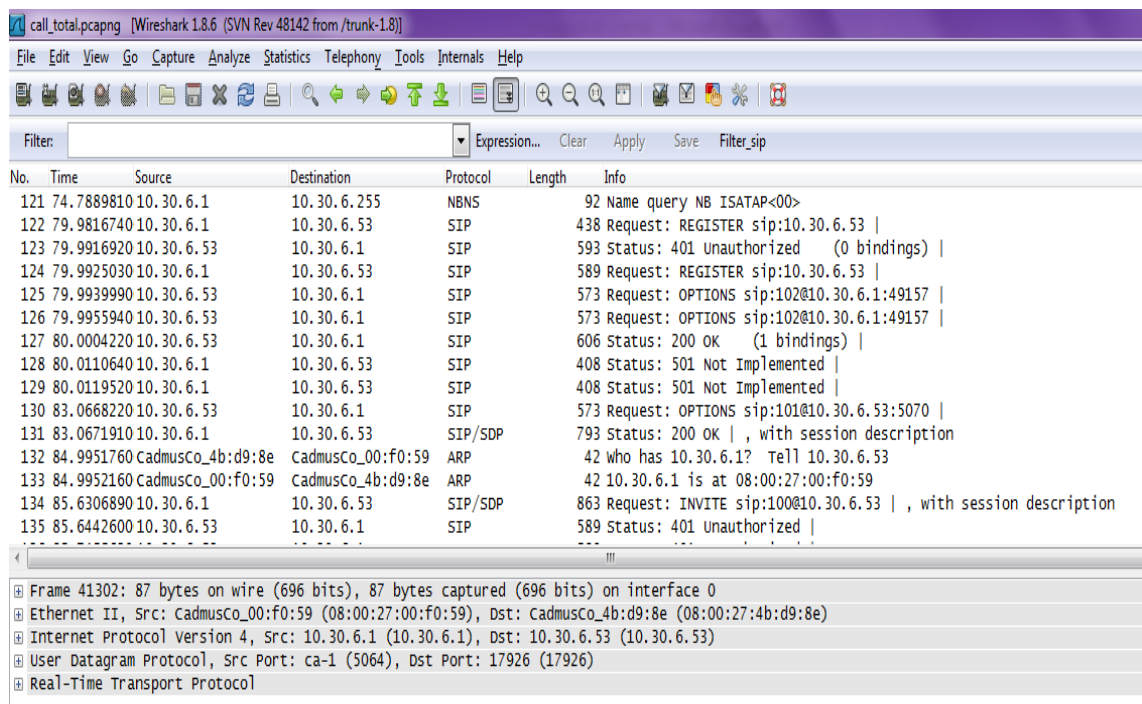 call_total.pcapng [Wireshark 1.8.6 (SVN Rev 48142 from /trunk-1.8)]
File Edit View Go Capture Analyze Statistics Telephony Tools Internals Help
Filter: Expression... Clear Apply Save Filter_sip
No. Time Source Destination Protocol Length Info
121 74.7889810 10.30.6.1 10.30.6.255 NBNS 92 Name query NB ISATAP<00>
122 79.9816740 10.30.6.1 10.30.6.53 SIP 438 Request: REGISTER sip:10.30.6.53 |
123 79.9916920 10.30.6.53 10.30.6.1 SIP 593 Status: 401 Unauthorized (0 bindings) |
124 79.9925030 10.30.6.1 10.30.6.53 SIP 589 Request: REGISTER sip:10.30.6.53 |
125 79.9939990 10.30.6.53 10.30.6.1 SIP 573 Request: OPTIONS sip:102@10.30.6.1:49157 |
126 79.9955940 10.30.6.53 10.30.6.1 SIP 573 Request: OPTIONS sip:102@10.30.6.1:49157 |
127 80.0004220 10.30.6.53 10.30.6.1 SIP 606 Status: 200 OK (1 bindings) |
128 80.0110640 10.30.6.1 10.30.6.53 SIP 408 Status: 501 Not Implemented |
129 80.0119520 10.30.6.1 10.30.6.53 SIP 408 Status: 501 Not Implemented |
130 83.0668220 10.30.6.53 10.30.6.1 SIP 573 Request: OPTIONS sip:101@10.30.6.53:5070 |
131 83.0671910 10.30.6.1 10.30.6.53 SIP/SDP 793 Status: 200 OK | , with session description
132 84.9951760 CadmusCo_4b:d9:8e CadmusCo_00:f0:59 ARP 42 Who has 10.30.6.1? Tell 10.30.6.53
133 84.9952160 CadmusCo_00:f0:59 CadmusCo_4b:d9:8e ARP 42 10.30.6.1 is at 08:00:27:00:f0:59
134 85.6306890 10.30.6.1 10.30.6.53 SIP/SDP 863 Request: INVITE sip:100@10.30.6.53 | , with session description
135 85.6442600 10.30.6.53 10.30.6.1 SIP 589 Status: 401 Unauthorized |
Frame 41302: 87 bytes on wire (696 bits), 87 bytes captured (696 bits) on interface 0
Ethernet II, Src: CadmusCo_00:f0:59 (08:00:27:00:f0:59), Dst: CadmusCo_4b:d9:8e (08:00:27:4b:d9:8e)
Internet Protocol Version 4, Src: 10.30.6.1 (10.30.6.1), Dst: 10.30.6.53 (10.30.6.53)
User Datagram Protocol, Src Port: ca-1 (5064), Dst Port: 17926 (17926)
Real-Time Transport Protocol